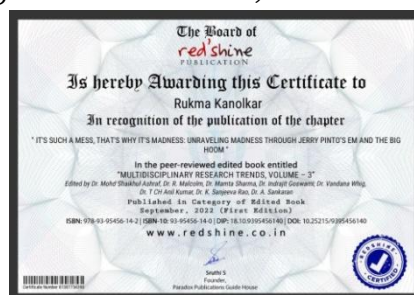 The Board of
red'shine
PUBLICATION
Is hereby Awarding this Certificate to
Rukma Kanolkar
In recognition of the publication of the chapter
" IT'S SUCH A MESS, THAT'S WHY IT'S MADNESS: UNRAVELING MADNESS THROUGH JERRY PINTO'S EM AND THE BIG
HOOM "
In the peer-reviewed edited book entitled
"MULTIDISCIPLINARY RESEARCH TRENDS, VOLUME – 3"
Edited by Dr. Mohd Shaikhul Ashraf, Dr. R. Malcolm, Dr. Mamta Sharma, Dr. Indrajit Goswami, Dr. Vandana Whig,
Dr. T CH Anil Kumar, Dr. K. Sanjeeva Rao, Dr. A. Sankaran
Published in Category of Edited Book
September, 2022 (First Edition)
ISBN: 978-93-95456-14-2 | ISBN-10: 93-95456-14-0 | DIP: 18.10.9395456140 | DOI: 10.25215/9395456140
www.redshine.co.in
Sruthi S
Founder,
Paradox Publications Guide House
REDSHINE
CERTIFIED